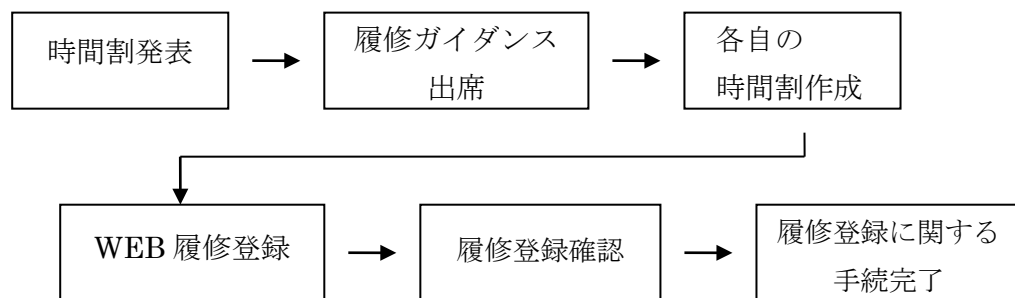 時間割発表
履修ガイダンス
出席
各自の
時間割作成
WEB 履修登録
履修登録確認
履修登録に関する
手続完了